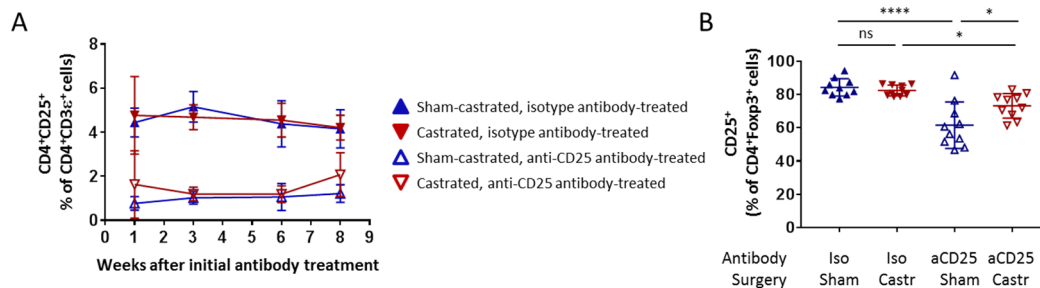 A
CD4⁺CD25⁺
% of CD4⁺CD3ε⁺ cells)
8
6
4
2
0
0 1 2 3 4 5 6 7 8 9
Weeks after initial antibody treatment
Sham-castrated, isotype antibody-treated
Castrated, isotype antibody-treated
Sham-castrated, anti-CD25 antibody-treated
Castrated, anti-CD25 antibody-treated
B
**** *
ns *
CD25⁺
(% of CD4⁺Foxp3⁺ cells)
100
80
60
40
20
0
Antibody Iso Iso aCD25 aCD25
Surgery Sham Castr Sham Castr